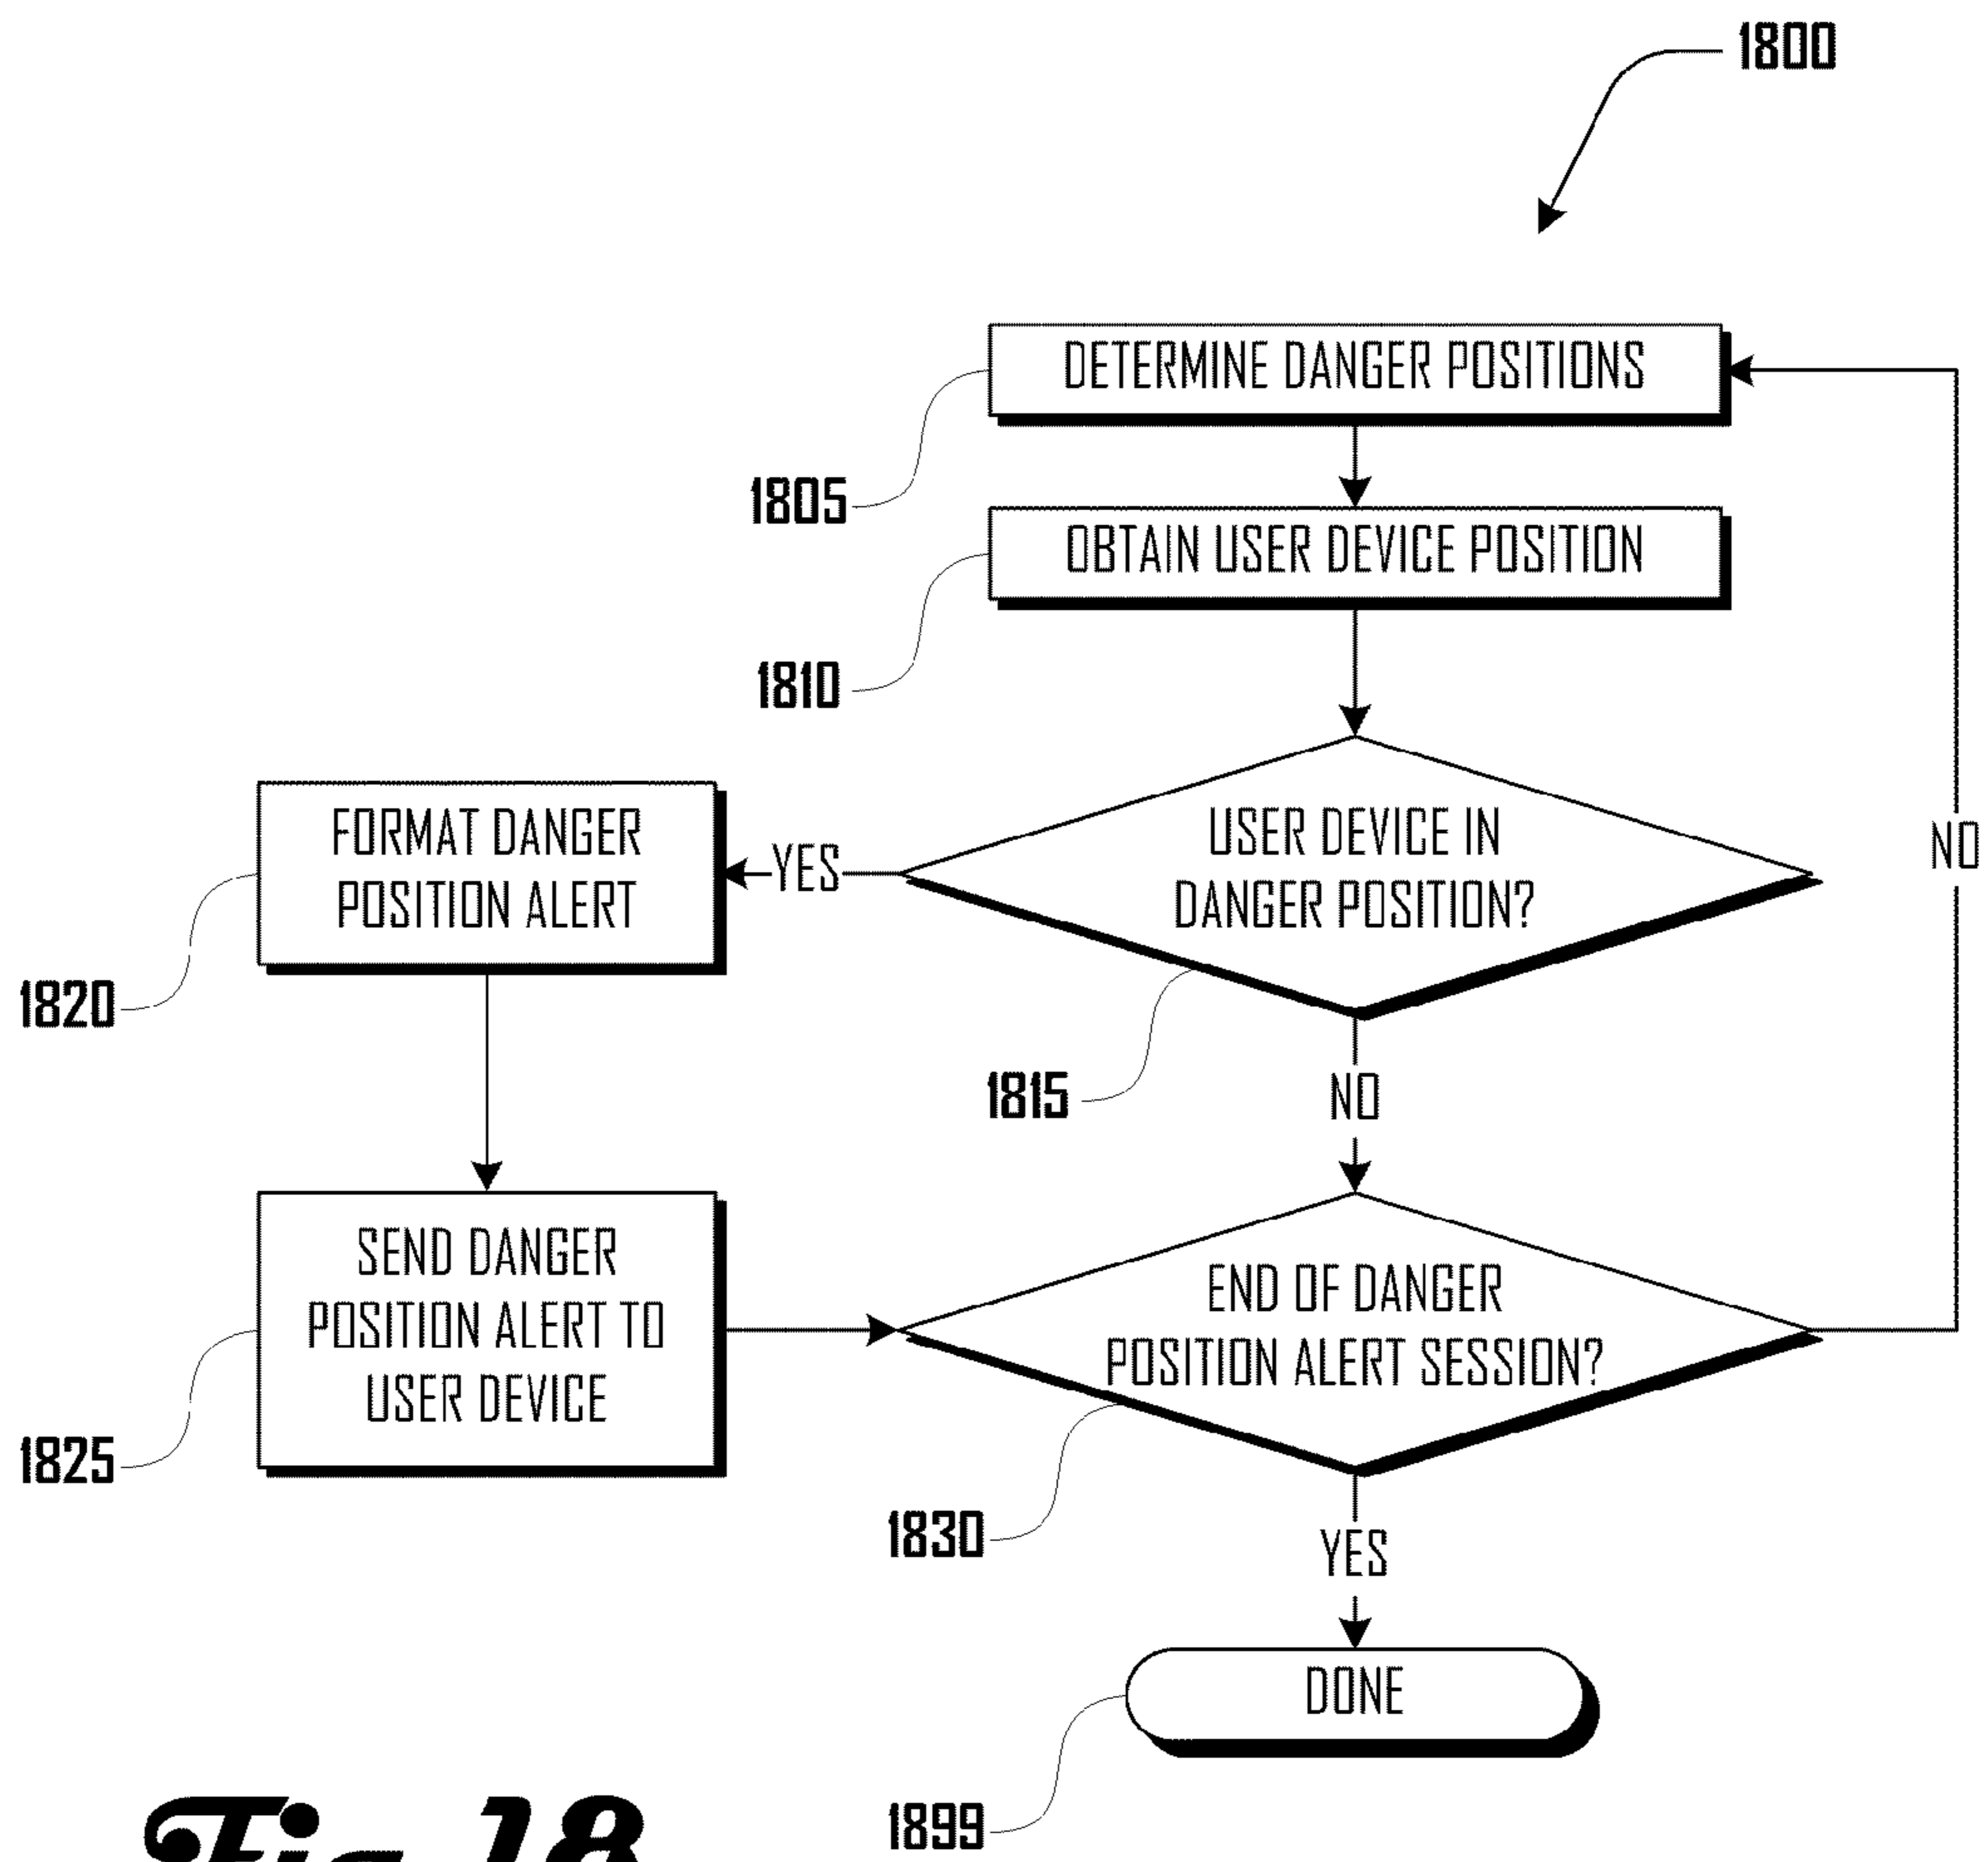 1800
DETERMINE DANGER POSITIONS
1805
OBTAIN USER DEVICE POSITION
1810
USER DEVICE IN
DANGER POSITION?
YES
NO
FORMAT DANGER
POSITION ALERT
1820
1815
NO
SEND DANGER
POSITION ALERT TO
USER DEVICE
1825
END OF DANGER
POSITION ALERT SESSION?
1830
YES
DONE
1899
Fig.18